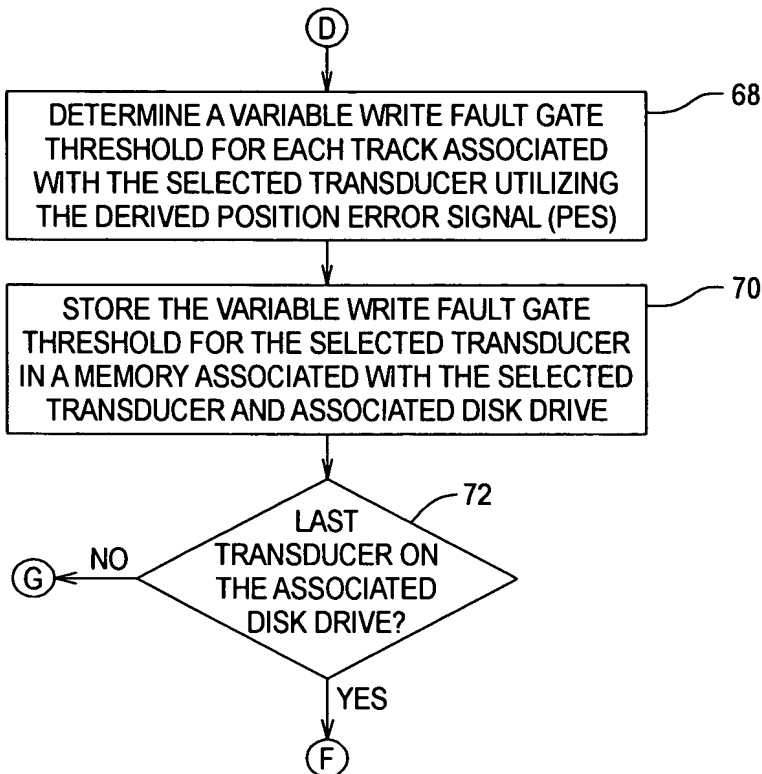 D
68
DETERMINE A VARIABLE WRITE FAULT GATE
THRESHOLD FOR EACH TRACK ASSOCIATED
WITH THE SELECTED TRANSDUCER UTILIZING
THE DERIVED POSITION ERROR SIGNAL (PES)
70
STORE THE VARIABLE WRITE FAULT GATE
THRESHOLD FOR THE SELECTED TRANSDUCER
IN A MEMORY ASSOCIATED WITH THE SELECTED
TRANSDUCER AND ASSOCIATED DISK DRIVE
72
LAST
TRANSDUCER ON
THE ASSOCIATED
DISK DRIVE?
NO
G
YES
F